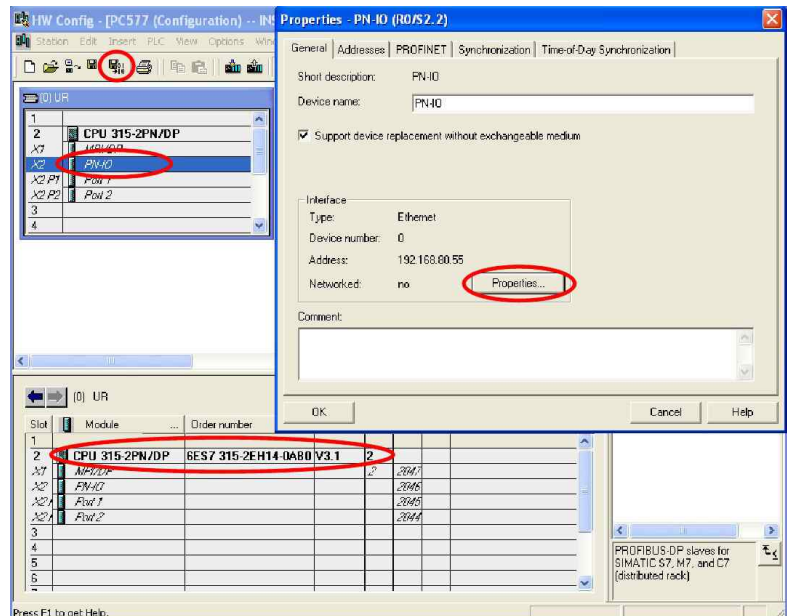 HW Config - [PC577 (Configuration) -- INS
Station Edit Insert PLC View Options Wind
(0) UR
1
2 CPU 315-2PN/DP
X1 MPI/DP
X2 PN-IO
X2 P1 Port 1
X2 P2 Port 2
3
4
Properties - PN-IO (R0/S2.2)
General Addresses PROFINET Synchronization Time-of-Day Synchronization
Short description: PN-IO
Device name: PN-IO
Support device replacement without exchangeable medium
Interface
Type: Ethernet
Device number: 0
Address: 192.168.80.55
Networked: no Properties...
Comment:
OK Cancel Help
(0) UR
Slot Module ... Order number
1
2 CPU 315-2PN/DP 6ES7 315-2EH14-0AB0 V3.1 2
X1 MPI/DP 2 2047
X2 PN-IO 2046
X2 Port 1 2045
X2 Port 2 2044
3
4
5
6
PROFIBUS-DP slaves for
SIMATIC S7, M7, and C7
(distributed rack)
Press F1 to get Help.